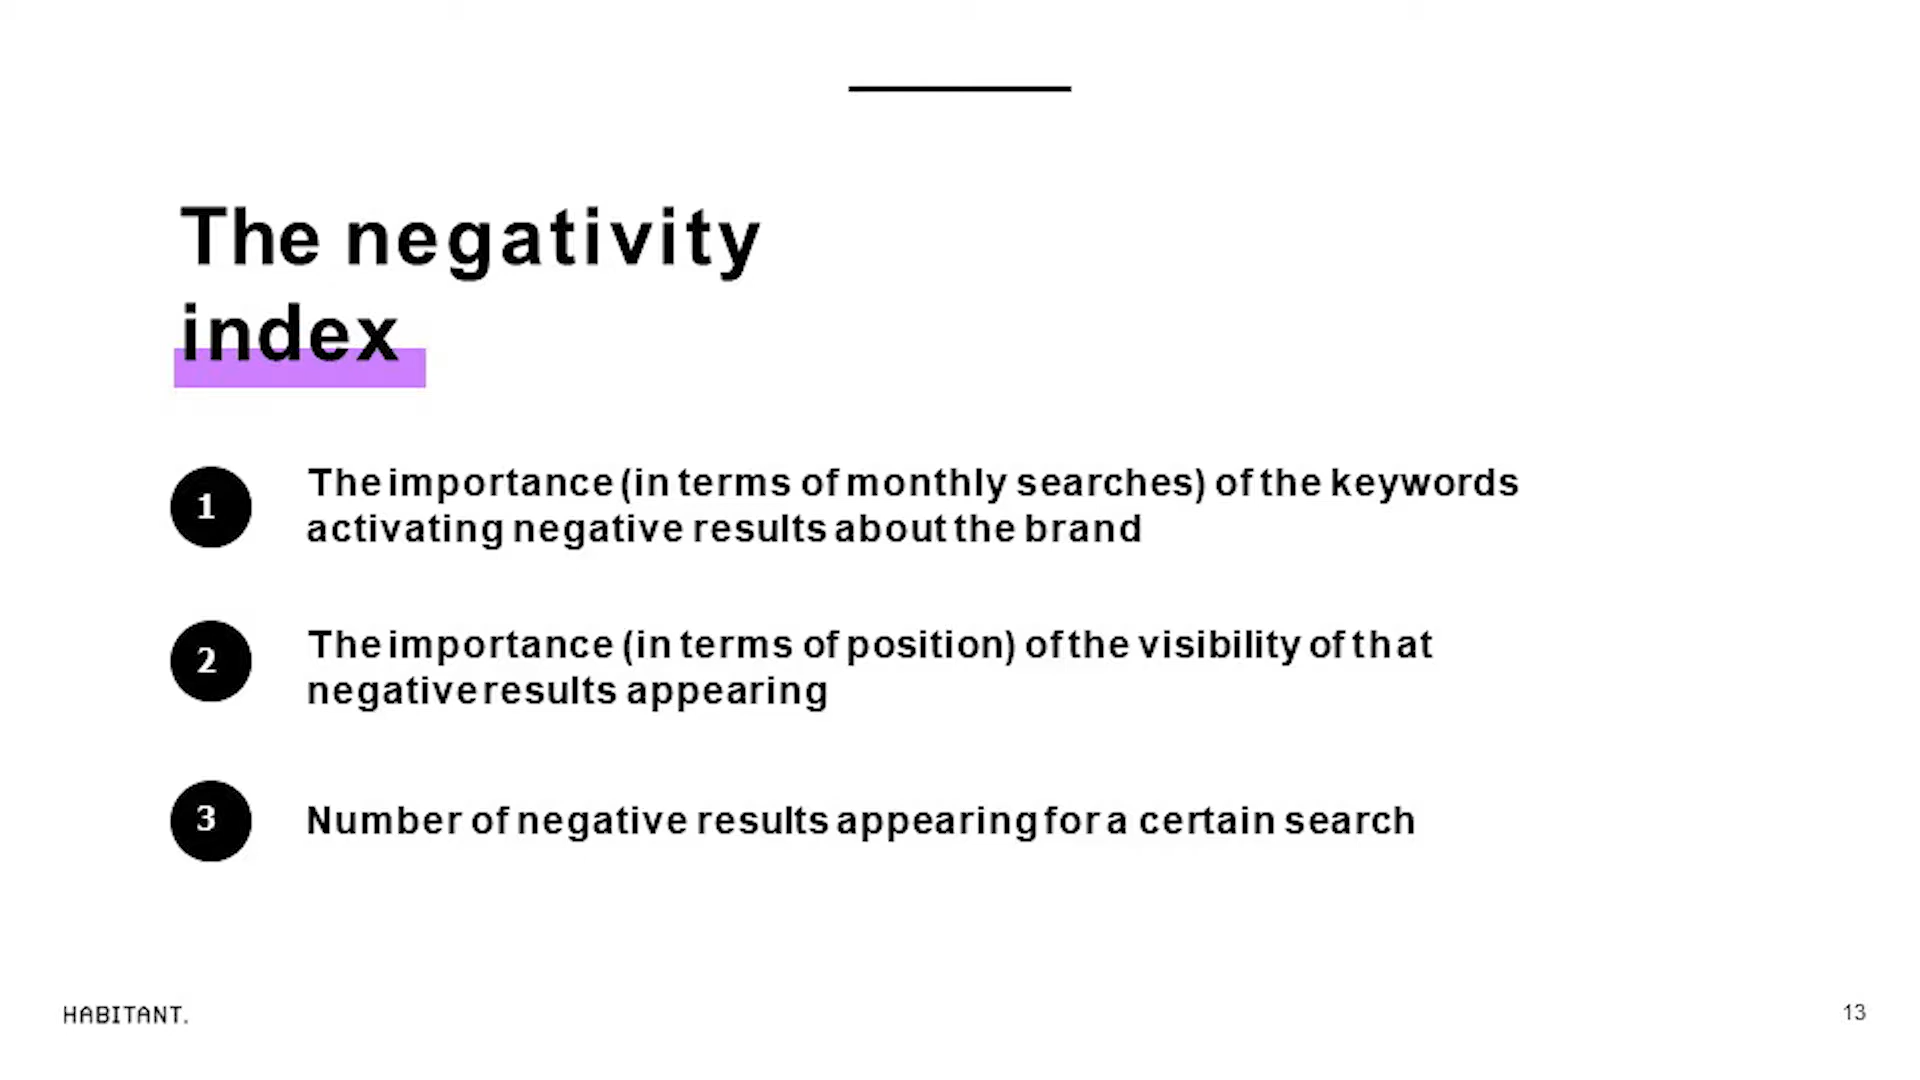 The negativity
index
1
The importance (in terms of monthly searches) of the keywords
activating negative results about the brand
2
The importance (in terms of position) of the visibility of that
negative results appearing
3
Number of negative results appearing for a certain search
HABITANT.
13